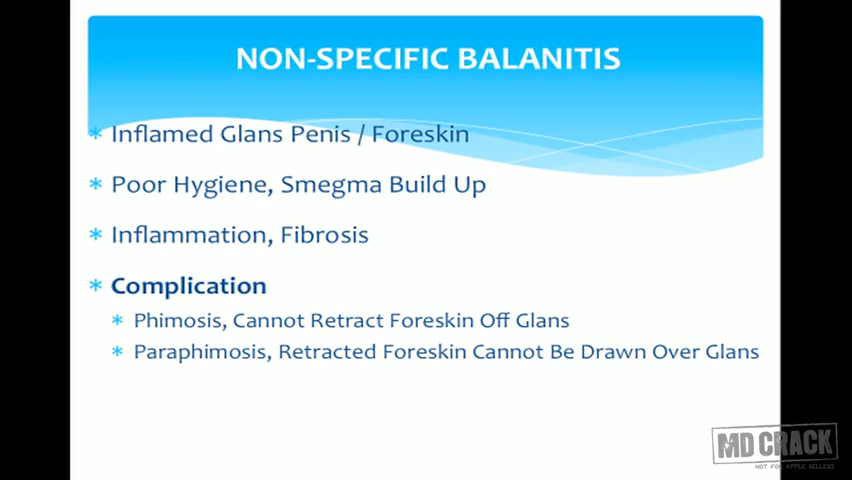 NON-SPECIFIC BALANITIS
* Inflamed Glans Penis / Foreskin
* Poor Hygiene, Smegma Build Up
* Inflammation, Fibrosis
* Complication
* Phimosis, Cannot Retract Foreskin Off Glans
* Paraphimosis, Retracted Foreskin Cannot Be Drawn Over Glans
MD CRACK
NOT FOR APPLE SELLERS